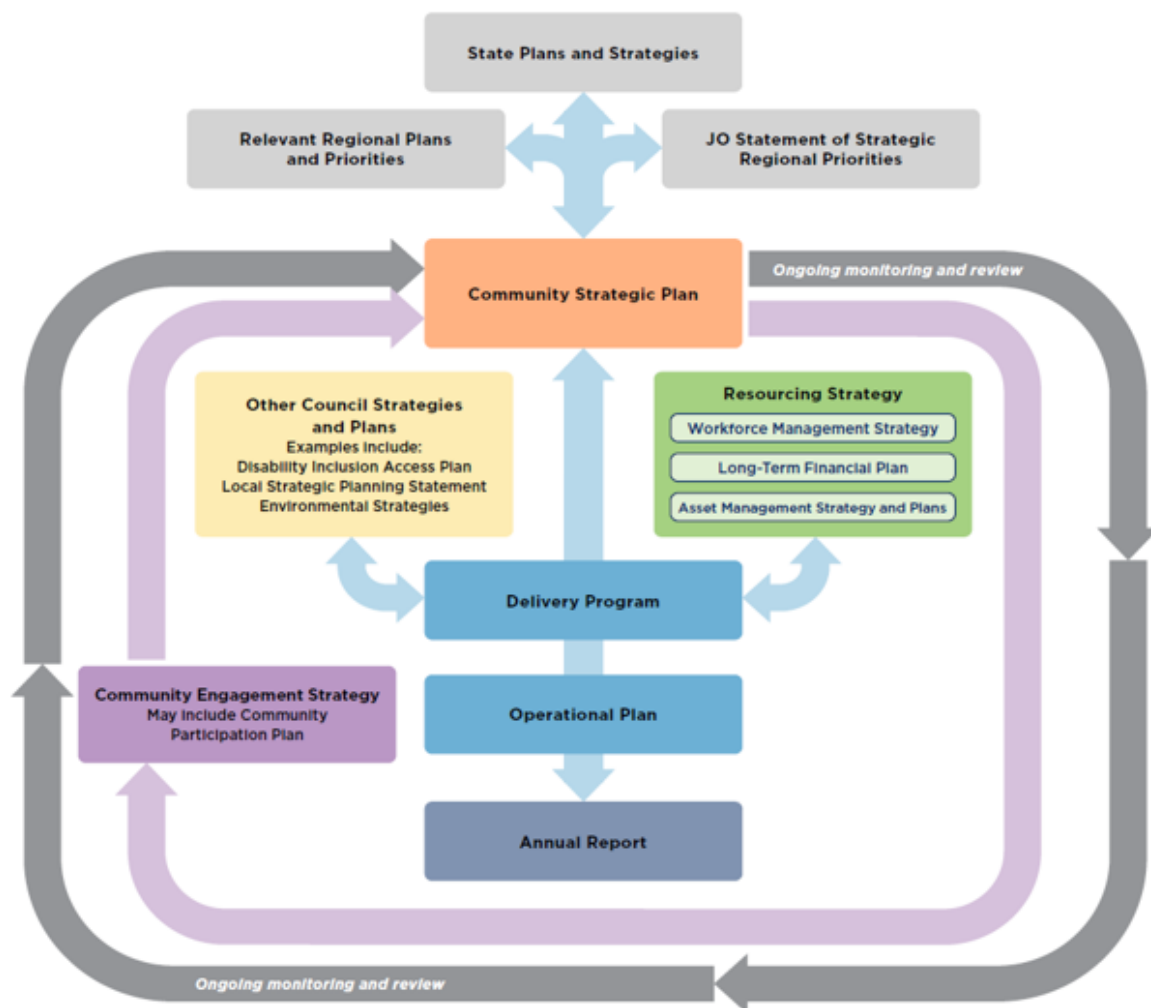 State Plans and Strategies
Relevant Regional Plans
and Priorities
JO Statement of Strategic
Regional Priorities
Community Strategic Plan
Ongoing monitoring and review
Other Council Strategies
and Plans
Examples include:
Disability Inclusion Access Plan
Local Strategic Planning Statement
Environmental Strategies
Resourcing Strategy
Workforce Management Strategy
Long-Term Financial Plan
Asset Management Strategy and Plans
Delivery Program
Community Engagement Strategy
May include Community
Participation Plan
Operational Plan
Annual Report
Ongoing monitoring and review